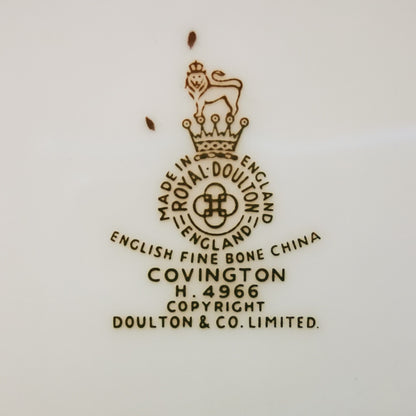 MADE IN ENGLAND
ROYAL·DOULTON
ENGLAND
ENGLISH FINE BONE CHINA
COVINGTON
H. 4966
COPYRIGHT
DOULTON & CO. LIMITED.